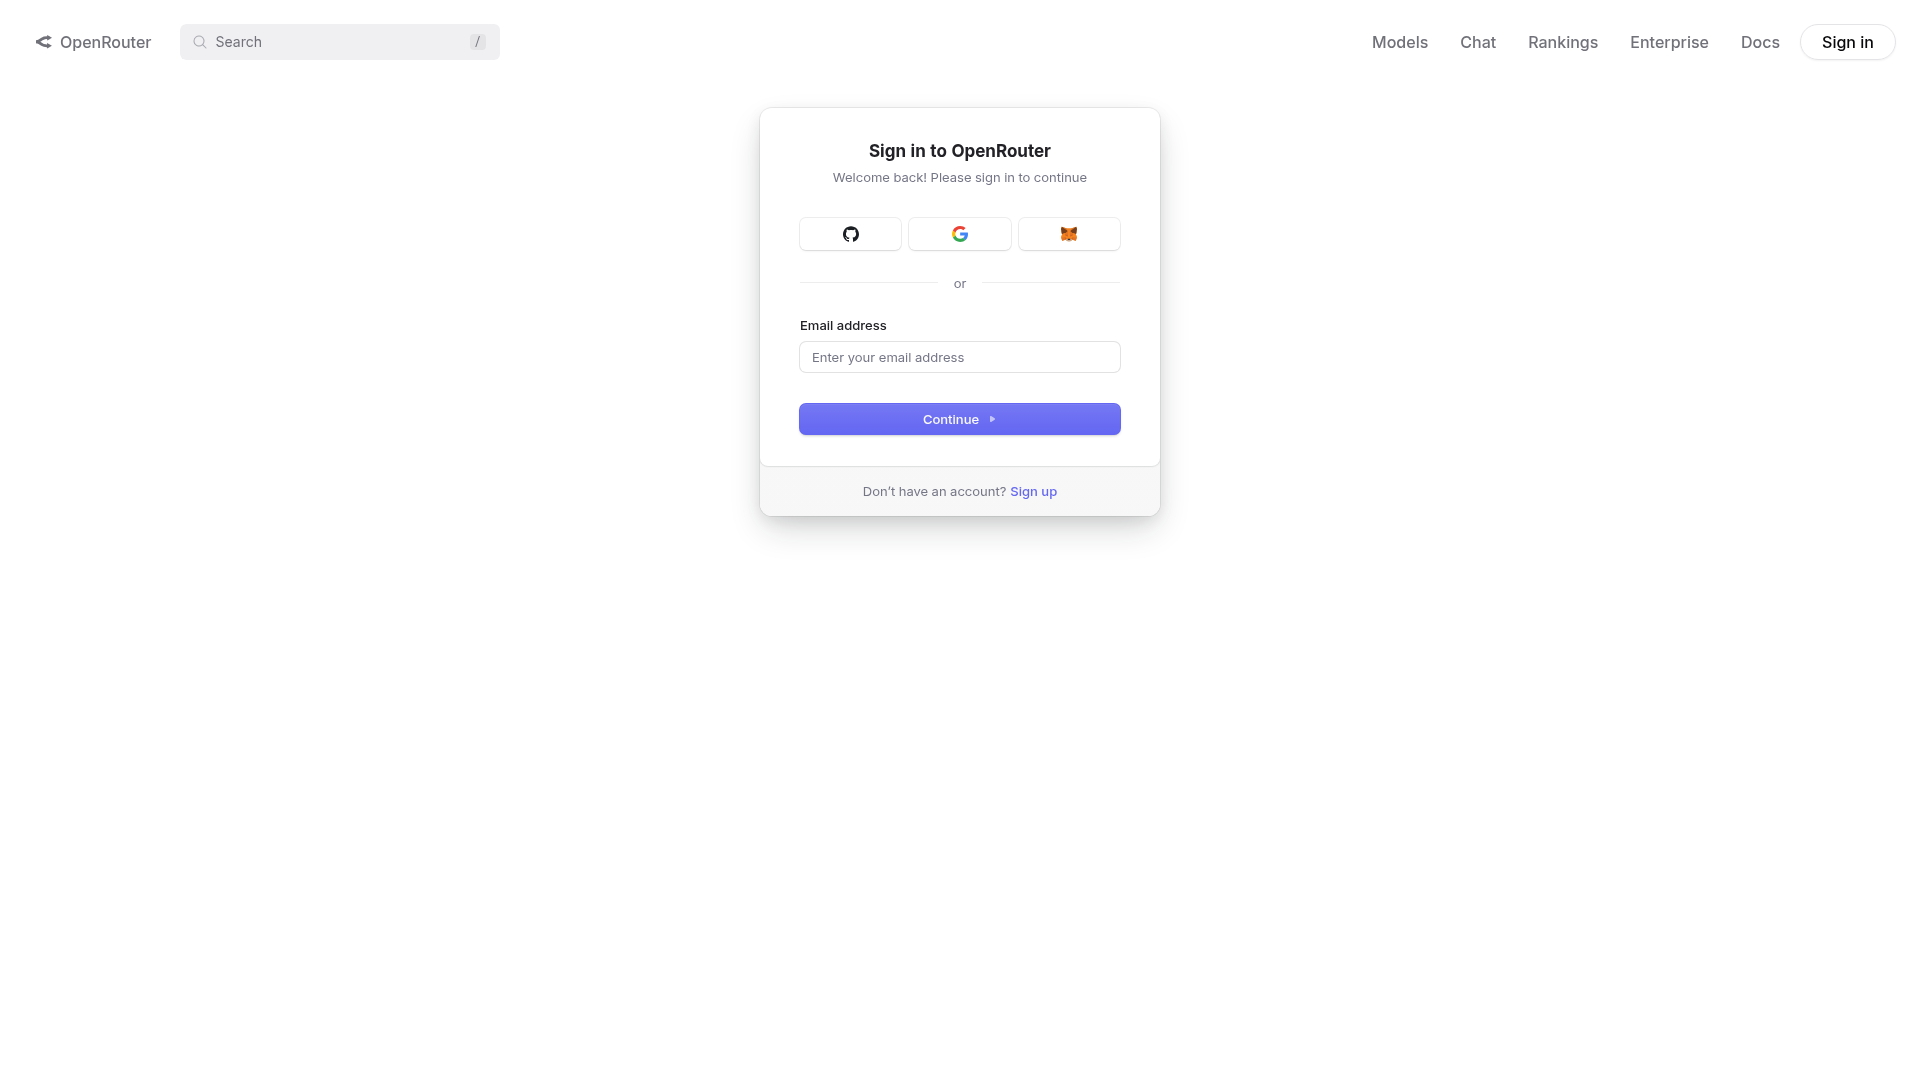 OpenRouter
Search
/
Models
Chat
Rankings
Enterprise
Docs
Sign in
Sign in to OpenRouter
Welcome back! Please sign in to continue
or
Email address
Enter your email address
Continue
Don’t have an account? Sign up